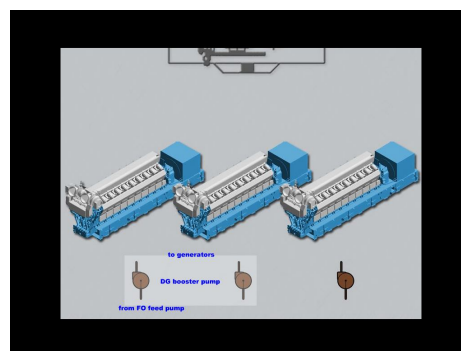 to generators
DG booster pump
from FO feed pump